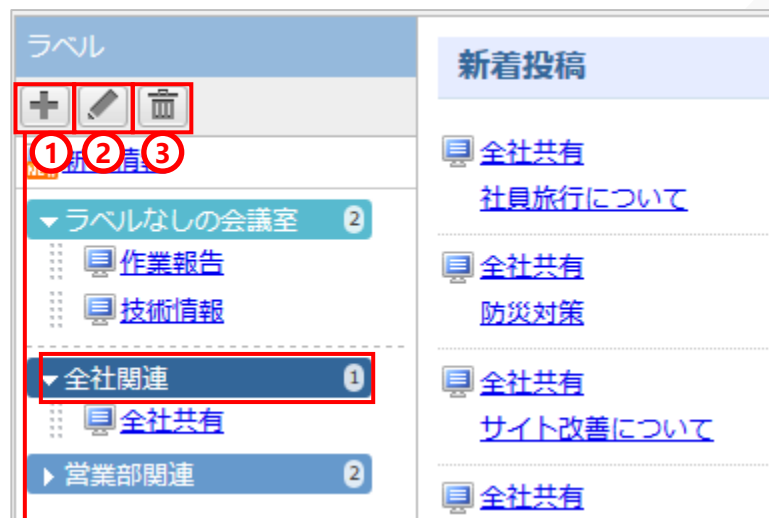 ラベル
① ② ③
ラベルなしの会議室 2
作業報告
技術情報
全社関連 1
全社共有
営業部関連 2
新着投稿
全社共有
社員旅行について
全社共有
防災対策
全社共有
サイト改善について
全社共有